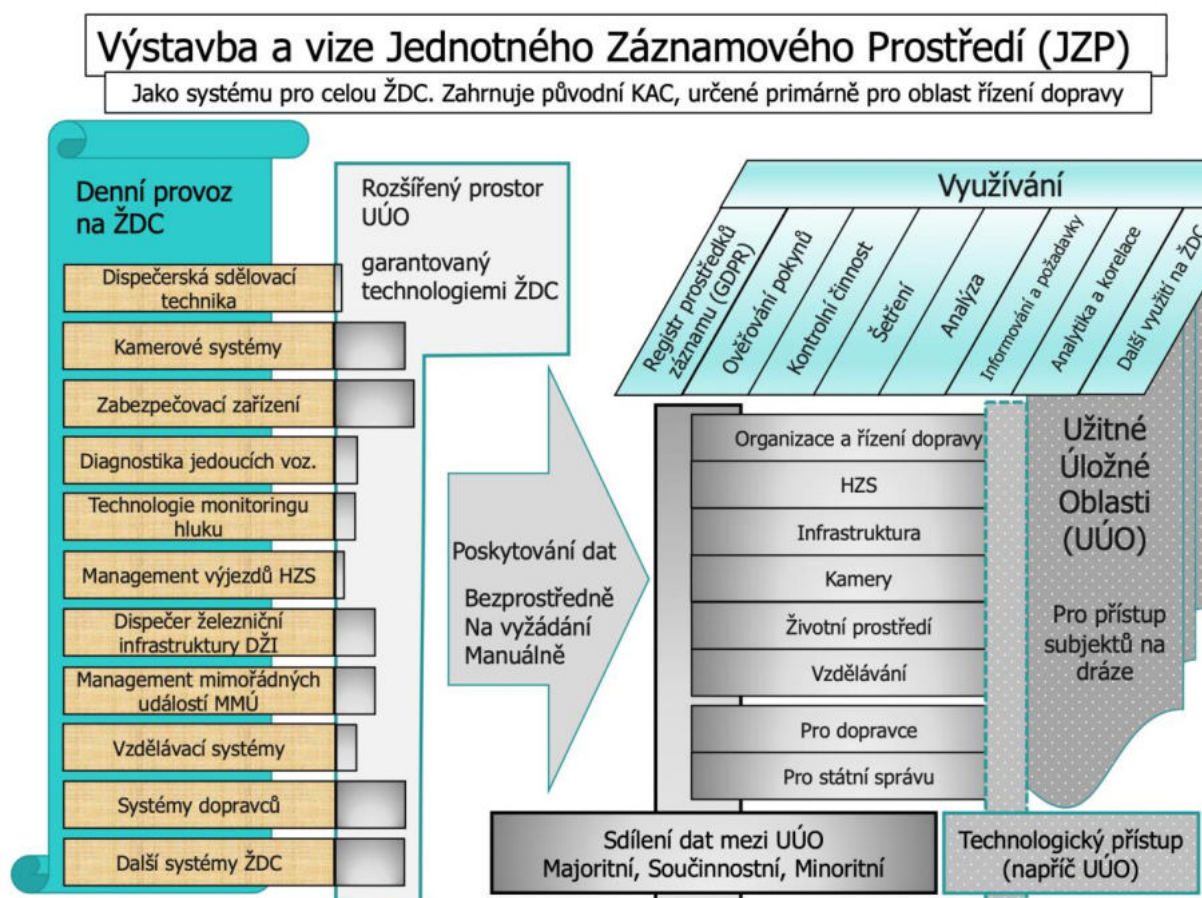 Výstavba a vize Jednotného Záznamového Prostředí (JZP)
Jako systému pro celou ŽDC. Zahrnuje původní KAC, určené primárně pro oblast řízení dopravy
Denní provoz
na ŽDC
Dispečerská sdělovací
technika
Kamerové systémy
Zabezpečovací zařízení
Diagnostika jedoucích voz.
Technologie monitoringu
hluku
Management výjezdů HZS
Dispečer železniční
infrastruktury DŽI
Management mimořádných
událostí MMÚ
Vzdělávací systémy
Systémy dopravců
Další systémy ŽDC
Rozšířený prostor
UÚO
garantovaný
technologiemi ŽDC
Poskytování dat
Bezprostředně
Na vyžádání
Manuálně
Využívání
Registr prostředků
záznamu (GDPR)
Ověřování pokynů
Kontrolní činnost
Šetření
Analýza
Informování a požadavky
Analytika a korelace
Další využití na ŽDC
Organizace a řízení dopravy
HZS
Infrastruktura
Kamery
Životní prostředí
Vzdělávání
Pro dopravce
Pro státní správu
Užitné
Úložné
Oblasti
(UÚO)
Pro přístup
subjektů na
dráze
Sdílení dat mezi UÚO
Majoritní, Součinnostní, Minoritní
Technologický přístup
(napříč UÚO)